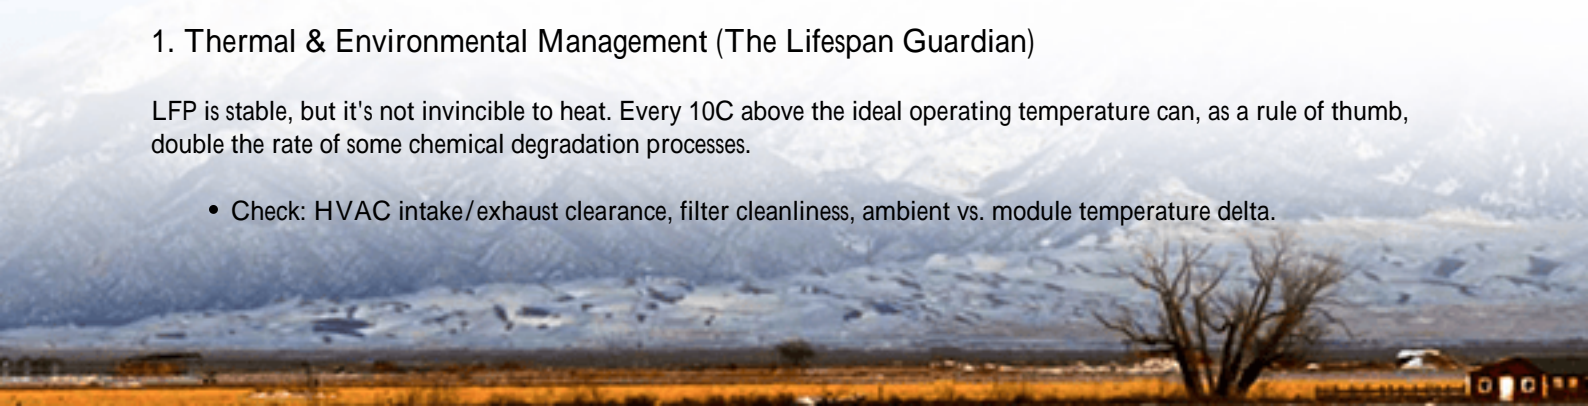 1. Thermal & Environmental Management (The Lifespan Guardian)
LFP is stable, but it's not invincible to heat. Every 10C above the ideal operating temperature can, as a rule of thumb,
double the rate of some chemical degradation processes.
• Check: HVAC intake/exhaust clearance, filter cleanliness, ambient vs. module temperature delta.